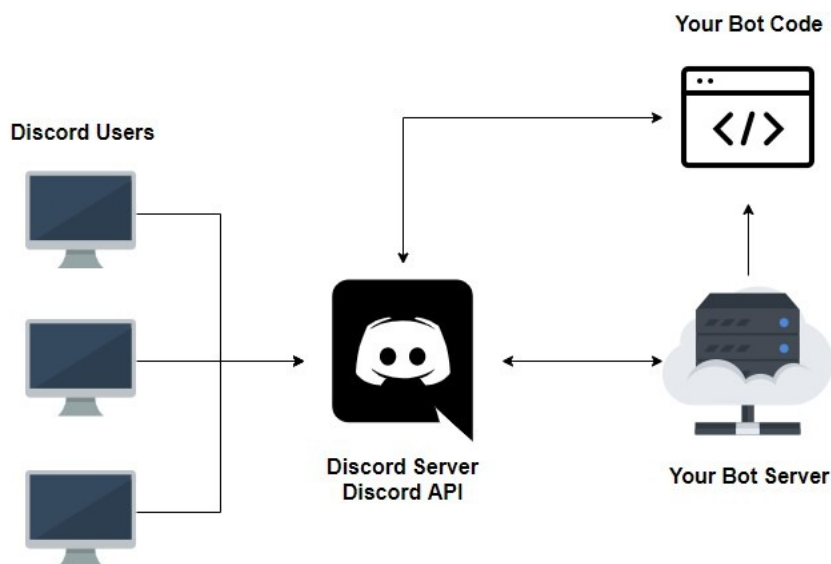 Your Bot Code
Discord Users
</>
Discord Server
Discord API
Your Bot Server